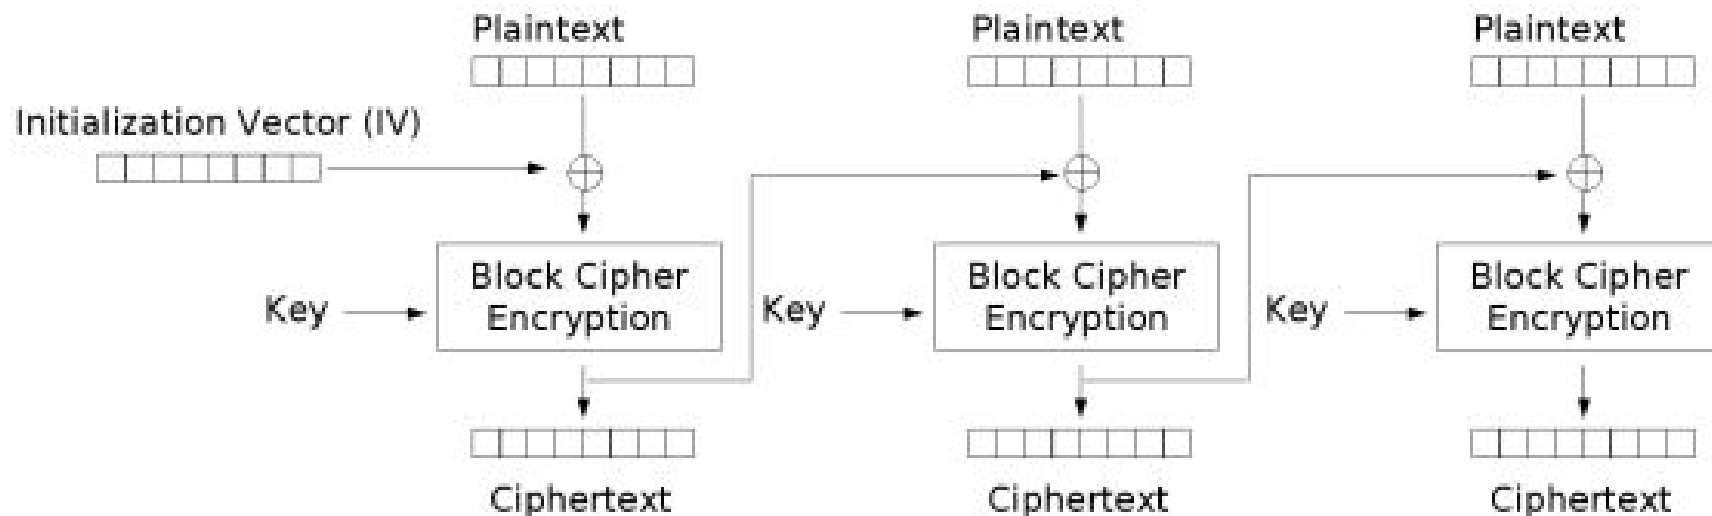 Plaintext
Plaintext
Plaintext
Initialization Vector (IV)
Key
Block Cipher
Encryption
Key
Block Cipher
Encryption
Key
Block Cipher
Encryption
Ciphertext
Ciphertext
Ciphertext